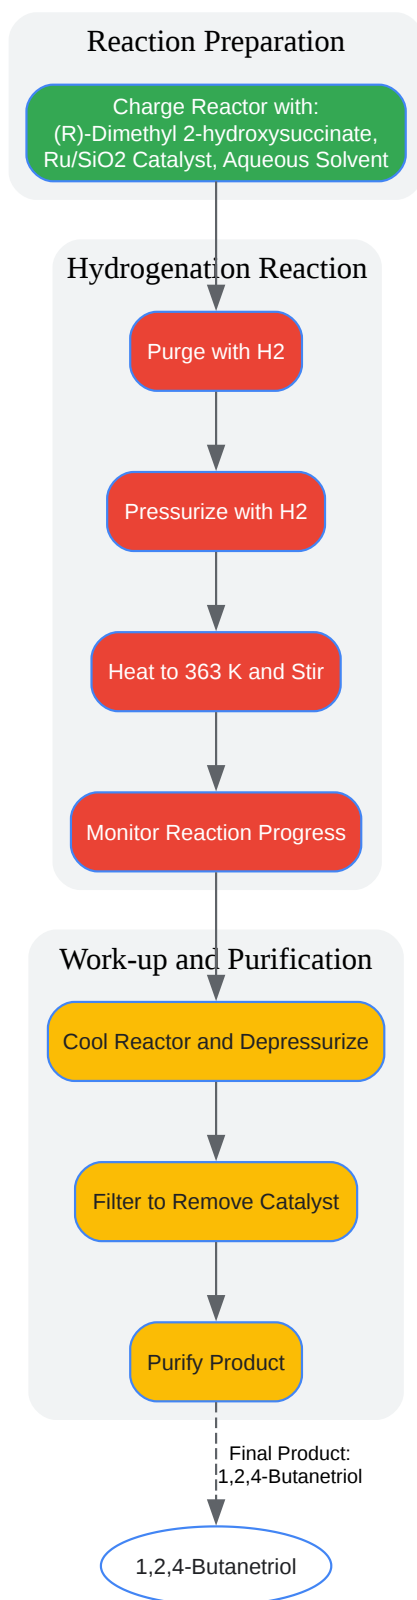 Reaction Preparation
Charge Reactor with:
(R)-Dimethyl 2-hydroxysuccinate,
Ru/SiO2 Catalyst, Aqueous Solvent
Hydrogenation Reaction
Purge with H2
Pressurize with H2
Heat to 363 K and Stir
Monitor Reaction Progress
Work-up and Purification
Cool Reactor and Depressurize
Filter to Remove Catalyst
Purify Product
Final Product:
1,2,4-Butanetriol
1,2,4-Butanetriol